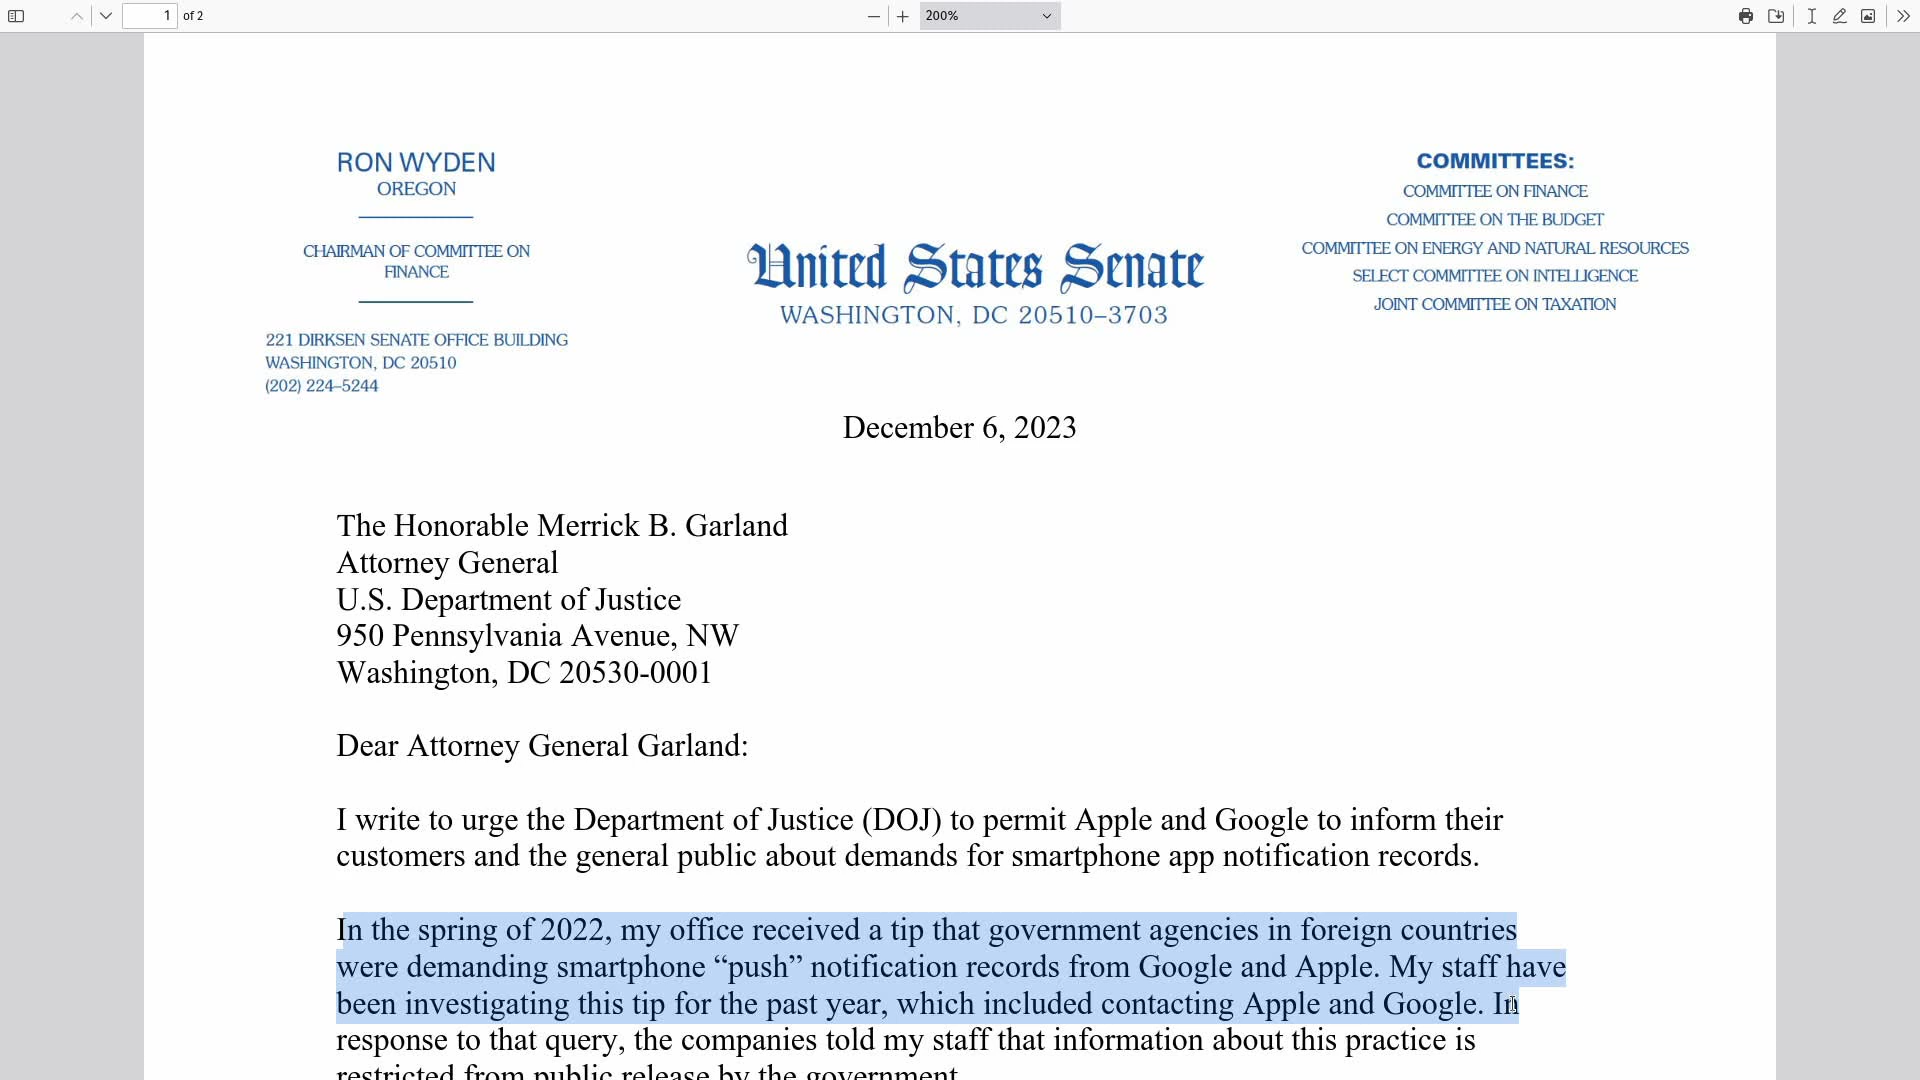 1 of 2
200%
RON WYDEN
OREGON
CHAIRMAN OF COMMITTEE ON
FINANCE
221 DIRKSEN SENATE OFFICE BUILDING
WASHINGTON, DC 20510
(202) 224–5244
United States Senate
WASHINGTON, DC 20510–3703
COMMITTEES:
COMMITTEE ON FINANCE
COMMITTEE ON THE BUDGET
COMMITTEE ON ENERGY AND NATURAL RESOURCES
SELECT COMMITTEE ON INTELLIGENCE
JOINT COMMITTEE ON TAXATION
December 6, 2023
The Honorable Merrick B. Garland
Attorney General
U.S. Department of Justice
950 Pennsylvania Avenue, NW
Washington, DC 20530-0001
Dear Attorney General Garland:
I write to urge the Department of Justice (DOJ) to permit Apple and Google to inform their
customers and the general public about demands for smartphone app notification records.
In the spring of 2022, my office received a tip that government agencies in foreign countries
were demanding smartphone “push” notification records from Google and Apple. My staff have
been investigating this tip for the past year, which included contacting Apple and Google. In
response to that query, the companies told my staff that information about this practice is
restricted from public release by the government.